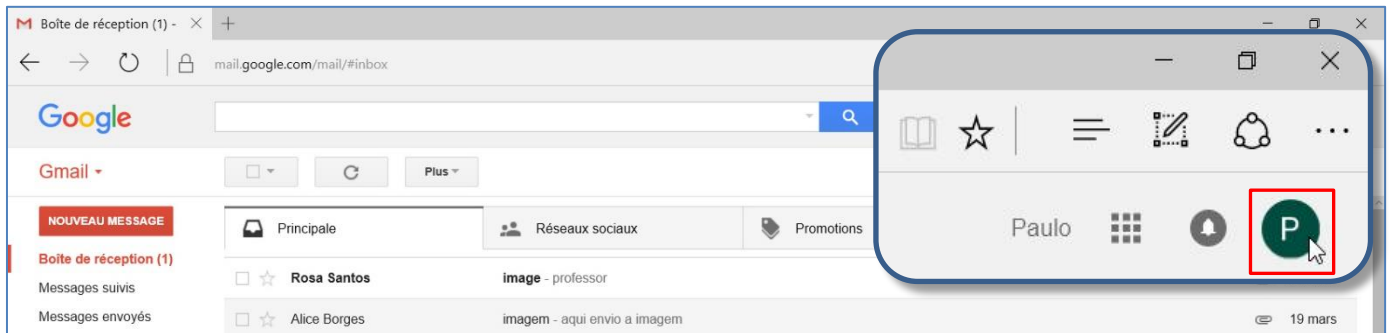 Boîte de réception (1) -
mail.google.com/mail/#inbox
Google
Paulo
P
Gmail
Plus
NOUVEAU MESSAGE
Principale
Réseaux sociaux
Promotions
Boîte de réception (1)
Rosa Santos image - professor
Messages suivis
Messages envoyés
Alice Borges imagem - aqui envio a imagem 19 mars